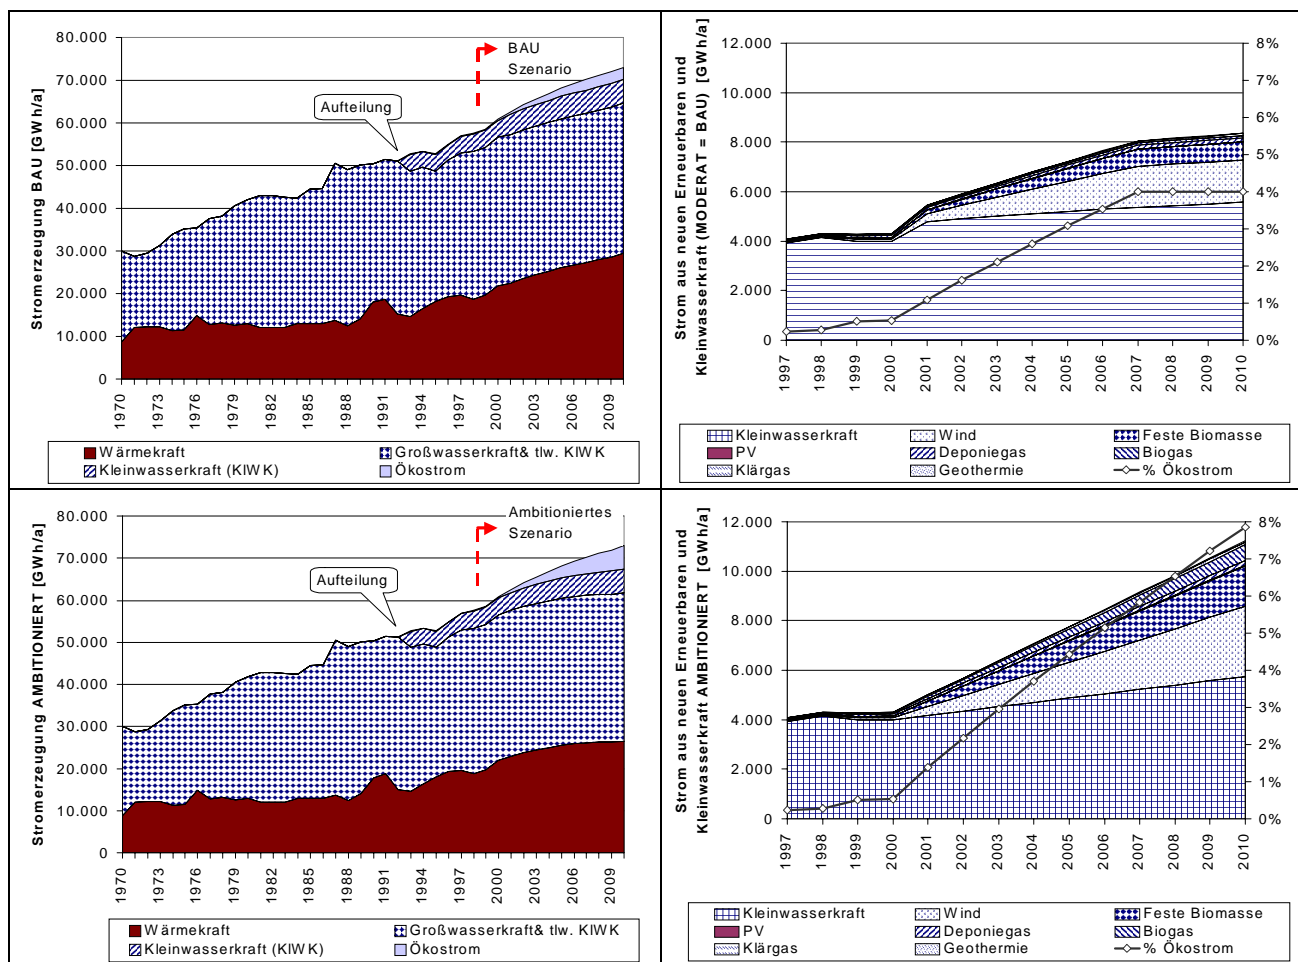 Stromerzeugung BAU [GWh/a]
80.000
70.000
60.000
50.000
40.000
30.000
20.000
10.000
0
BAU
Szenario
Aufteilung
1970
1973
1976
1979
1982
1985
1988
1991
1994
1997
2000
2003
2006
2009
Wärmekraft
Großwasserkraft& tlw. KlWK
Kleinwasserkraft (KlWK)
Ökostrom
Strom aus neuen Erneuerbaren und
Kleinwasserkraft (MODERAT = BAU) [GWh/a]
12.000
10.000
8.000
6.000
4.000
2.000
0
8%
7%
6%
5%
4%
3%
2%
1%
0%
1997
1998
1999
2000
2001
2002
2003
2004
2005
2006
2007
2008
2009
2010
Kleinwasserkraft
Wind
Feste Biomasse
PV
Deponiegas
Biogas
Klärgas
Geothermie
% Ökostrom
Stromerzeugung AMBITIONIERT [GWh/a]
80.000
70.000
60.000
50.000
40.000
30.000
20.000
10.000
0
Ambitioniertes
Szenario
Aufteilung
1970
1973
1976
1979
1982
1985
1988
1991
1994
1997
2000
2003
2006
2009
Wärmekraft
Großwasserkraft& tlw. KlWK
Kleinwasserkraft (KlWK)
Ökostrom
Strom aus neuen Erneuerbaren und
Kleinwasserkraft AMBITIONIERT [GWh/a]
12.000
10.000
8.000
6.000
4.000
2.000
0
8%
7%
6%
5%
4%
3%
2%
1%
0%
1997
1998
1999
2000
2001
2002
2003
2004
2005
2006
2007
2008
2009
2010
Kleinwasserkraft
Wind
Feste Biomasse
PV
Deponiegas
Biogas
Klärgas
Geothermie
% Ökostrom